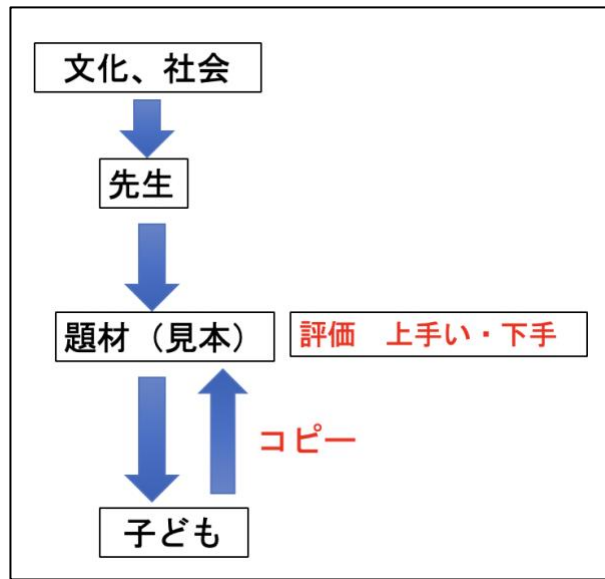 文化、社会
先生
題材（見本）
評価　上手い・下手
コピー
子ども